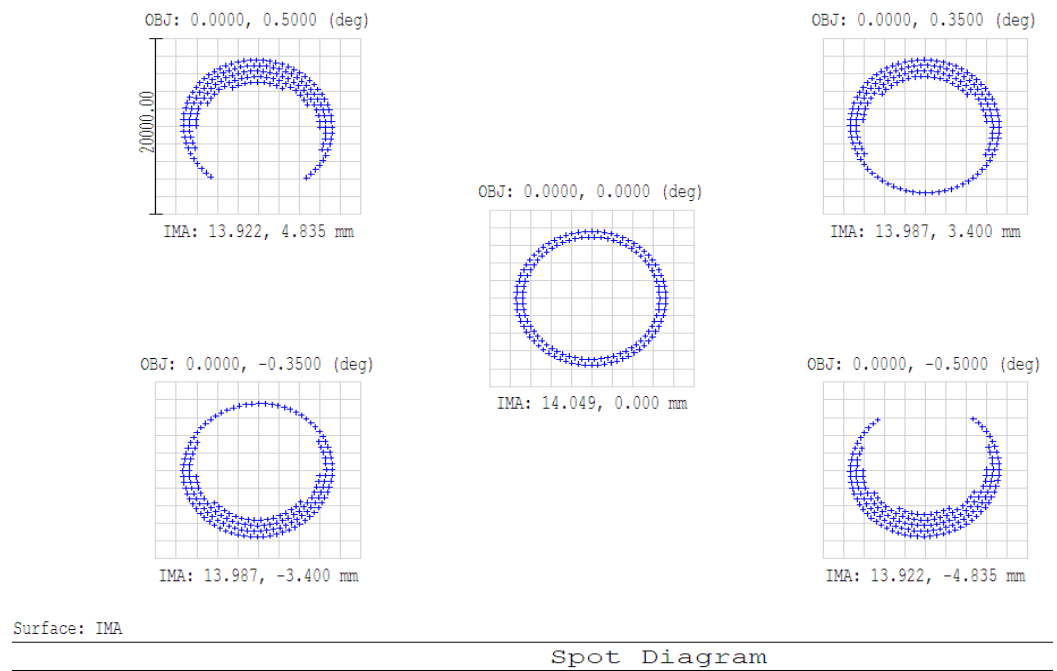 OBJ: 0.0000, 0.5000 (deg)
OBJ: 0.0000, 0.3500 (deg)
20000.00
IMA: 13.922, 4.835 mm
IMA: 13.987, 3.400 mm
OBJ: 0.0000, 0.0000 (deg)
IMA: 14.049, 0.000 mm
OBJ: 0.0000, -0.3500 (deg)
OBJ: 0.0000, -0.5000 (deg)
IMA: 13.987, -3.400 mm
IMA: 13.922, -4.835 mm
Surface: IMA
Spot Diagram